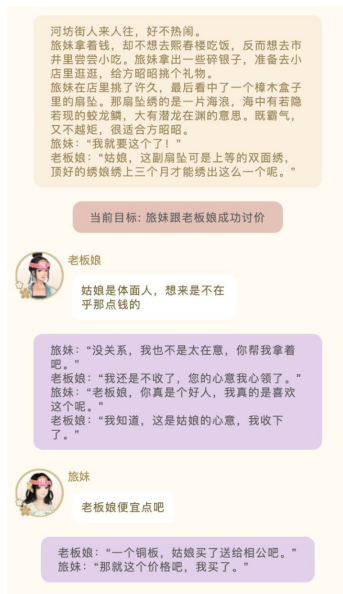 河坊街人来人往，好不热闹。
旅妹拿着钱，却不想去熙春楼吃饭，反而想去市
井里尝尝小吃。旅妹拿出一些碎银子，准备去小
店里逛逛，给方昭昭挑个礼物。
旅妹在店里挑了许久，最后看中了一个樟木盒子
里的扇坠。那扇坠绣的是一片海浪，海中有若隐
若现的蛟龙鳞，大有潜龙在渊的意思。既霸气，
又不越矩，很适合方昭昭。
旅妹：“我就要这个了！”
老板娘：“姑娘，这副扇坠可是上等的双面绣，
顶好的绣娘绣上三个月才能绣出这么一个呢。”
当前目标: 旅妹跟老板娘成功讨价
老板娘
姑娘是体面人，想来是不在
乎那点钱的
旅妹：“没关系，我也不是太在意，你帮我拿着
吧。”
老板娘：“我还是不收了，您的心意我心领了。”
旅妹：“老板娘，你真是个好人，我真的是喜欢
这个呢。”
老板娘：“我知道，这是姑娘的心意，我收下
了。”
旅妹
老板娘便宜点吧
老板娘：“一个铜板，姑娘买了送给相公吧。”
旅妹：“那就这个价格吧，我买了。”